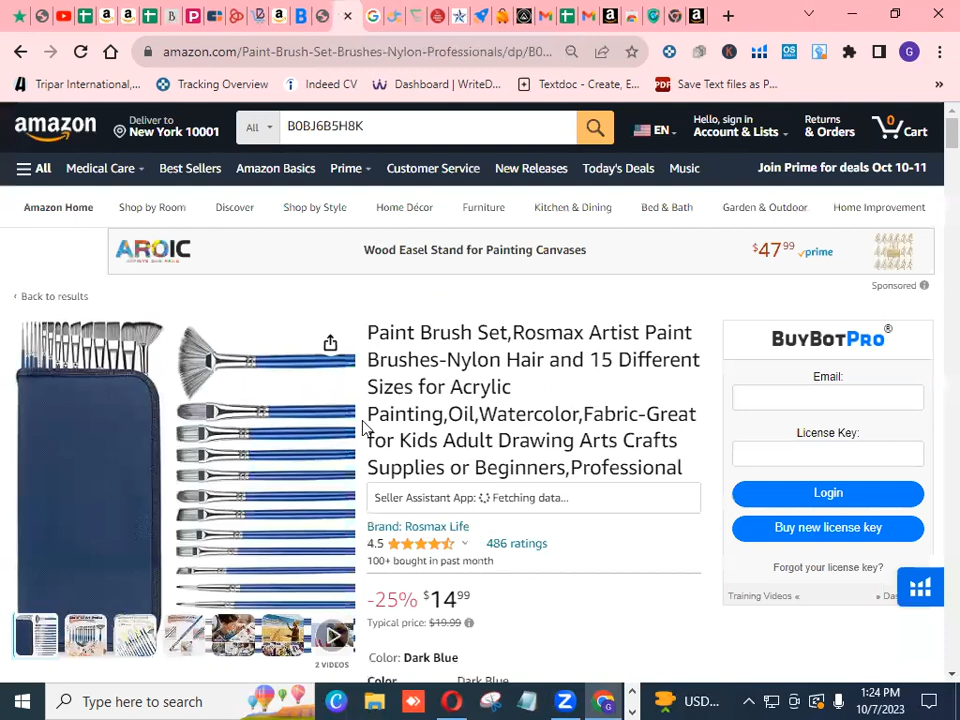 amazon.com/Paint-Brush-Set-Brushes-Nylon-Professionals/dp/B0...
Tripar International,...
Tracking Overview
Indeed CV
Dashboard | WriteD...
Textdoc - Create, E...
Save Text files as P...
»
amazon
Deliver to
New York 10001
All
B0BJ6B5H8K
EN
Hello, sign in
Account & Lists
Returns
& Orders
0
Cart
All
Medical Care
Best Sellers
Amazon Basics
Prime
Customer Service
New Releases
Today's Deals
Music
Join Prime for deals Oct 10-11
Amazon Home
Shop by Room
Discover
Shop by Style
Home Décor
Furniture
Kitchen & Dining
Bed & Bath
Garden & Outdoor
Home Improvement
AROIC
Wood Easel Stand for Painting Canvases
$47 99 prime
Sponsored
‹ Back to results
Paint Brush Set,Rosmax Artist Paint
Brushes-Nylon Hair and 15 Different
Sizes for Acrylic
Painting,Oil,Watercolor,Fabric-Great
for Kids Adult Drawing Arts Crafts
Supplies or Beginners,Professional
Seller Assistant App: Fetching data...
Brand: Rosmax Life
4.5
486 ratings
100+ bought in past month
-25% $14 99
Typical price: $19.99
Color: Dark Blue
2 VIDEOS
BUYBOTPRO®
Email:
License Key:
Login
Buy new license key
Forgot your license key?
Training Videos «
Type here to search
USD...
1:24 PM
10/7/2023